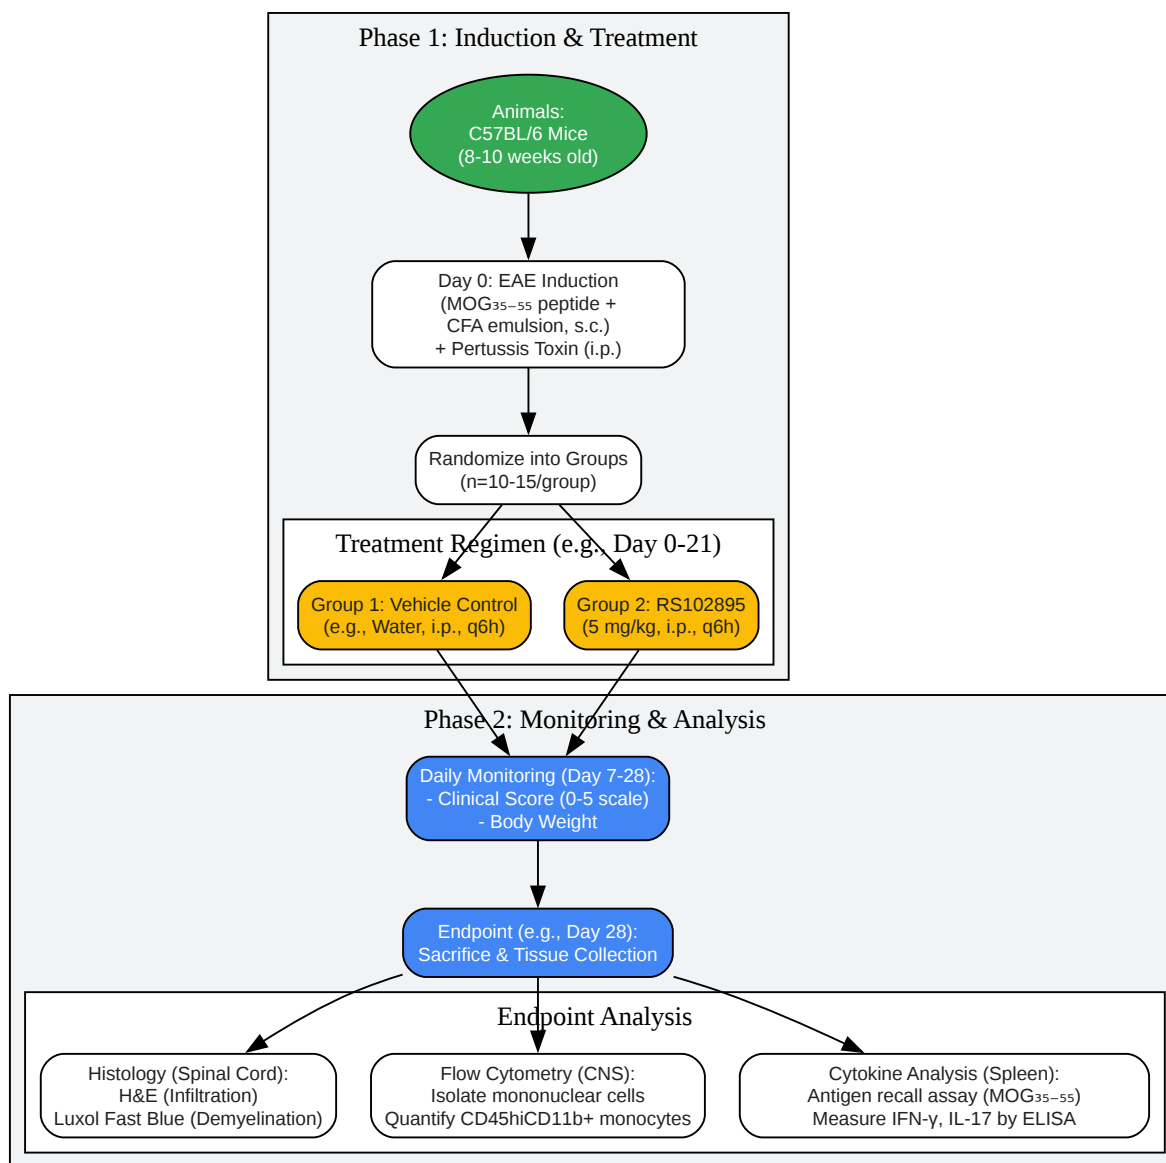 Phase 1: Induction & Treatment
Animals:
C57BL/6 Mice
(8-10 weeks old)
Day 0: EAE Induction
(MOG₃₅₋₅₅ peptide +
CFA emulsion, s.c.)
+ Pertussis Toxin (i.p.)
Randomize into Groups
(n=10-15/group)
Treatment Regimen (e.g., Day 0-21)
Group 1: Vehicle Control
(e.g., Water, i.p., q6h)
Group 2: RS102895
(5 mg/kg, i.p., q6h)
Phase 2: Monitoring & Analysis
Daily Monitoring (Day 7-28):
- Clinical Score (0-5 scale)
- Body Weight
Endpoint (e.g., Day 28):
Sacrifice & Tissue Collection
Endpoint Analysis
Histology (Spinal Cord):
H&E (Infiltration)
Luxol Fast Blue (Demyelination)
Flow Cytometry (CNS):
Isolate mononuclear cells
Quantify CD45hiCD11b+ monocytes
Cytokine Analysis (Spleen):
Antigen recall assay (MOG₃₅₋₅₅)
Measure IFN-γ, IL-17 by ELISA